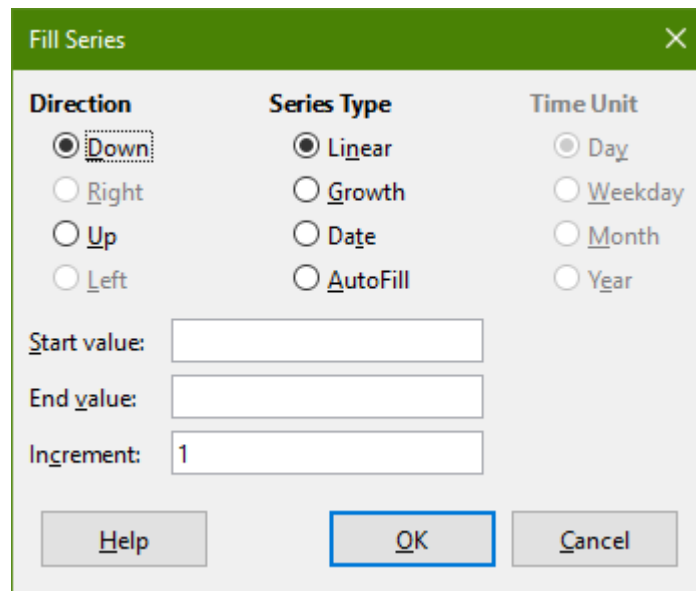 Fill Series
Direction Series Type Time Unit
Down Linear Day
Right Growth Weekday
Up Date Month
Left AutoFill Year
Start value:
End value:
Increment: 1
Help OK Cancel